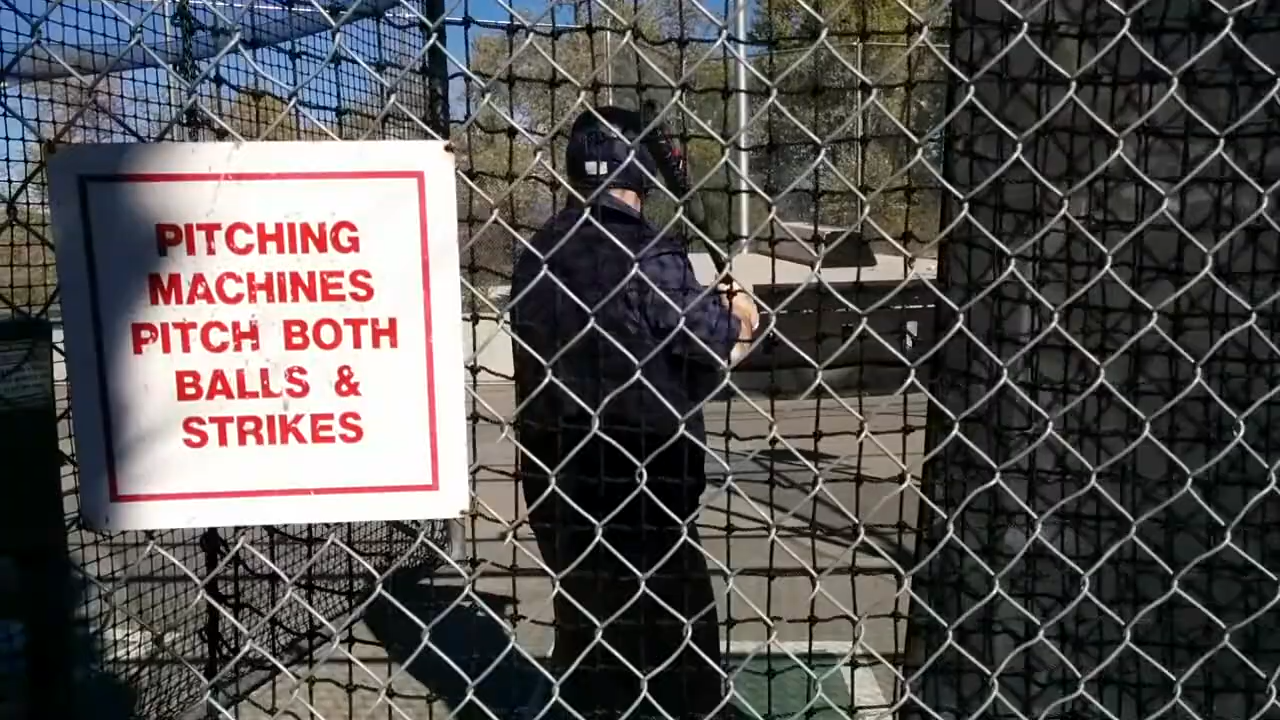 PITCHING
MACHINES
PITCH BOTH
BALLS &
STRIKES